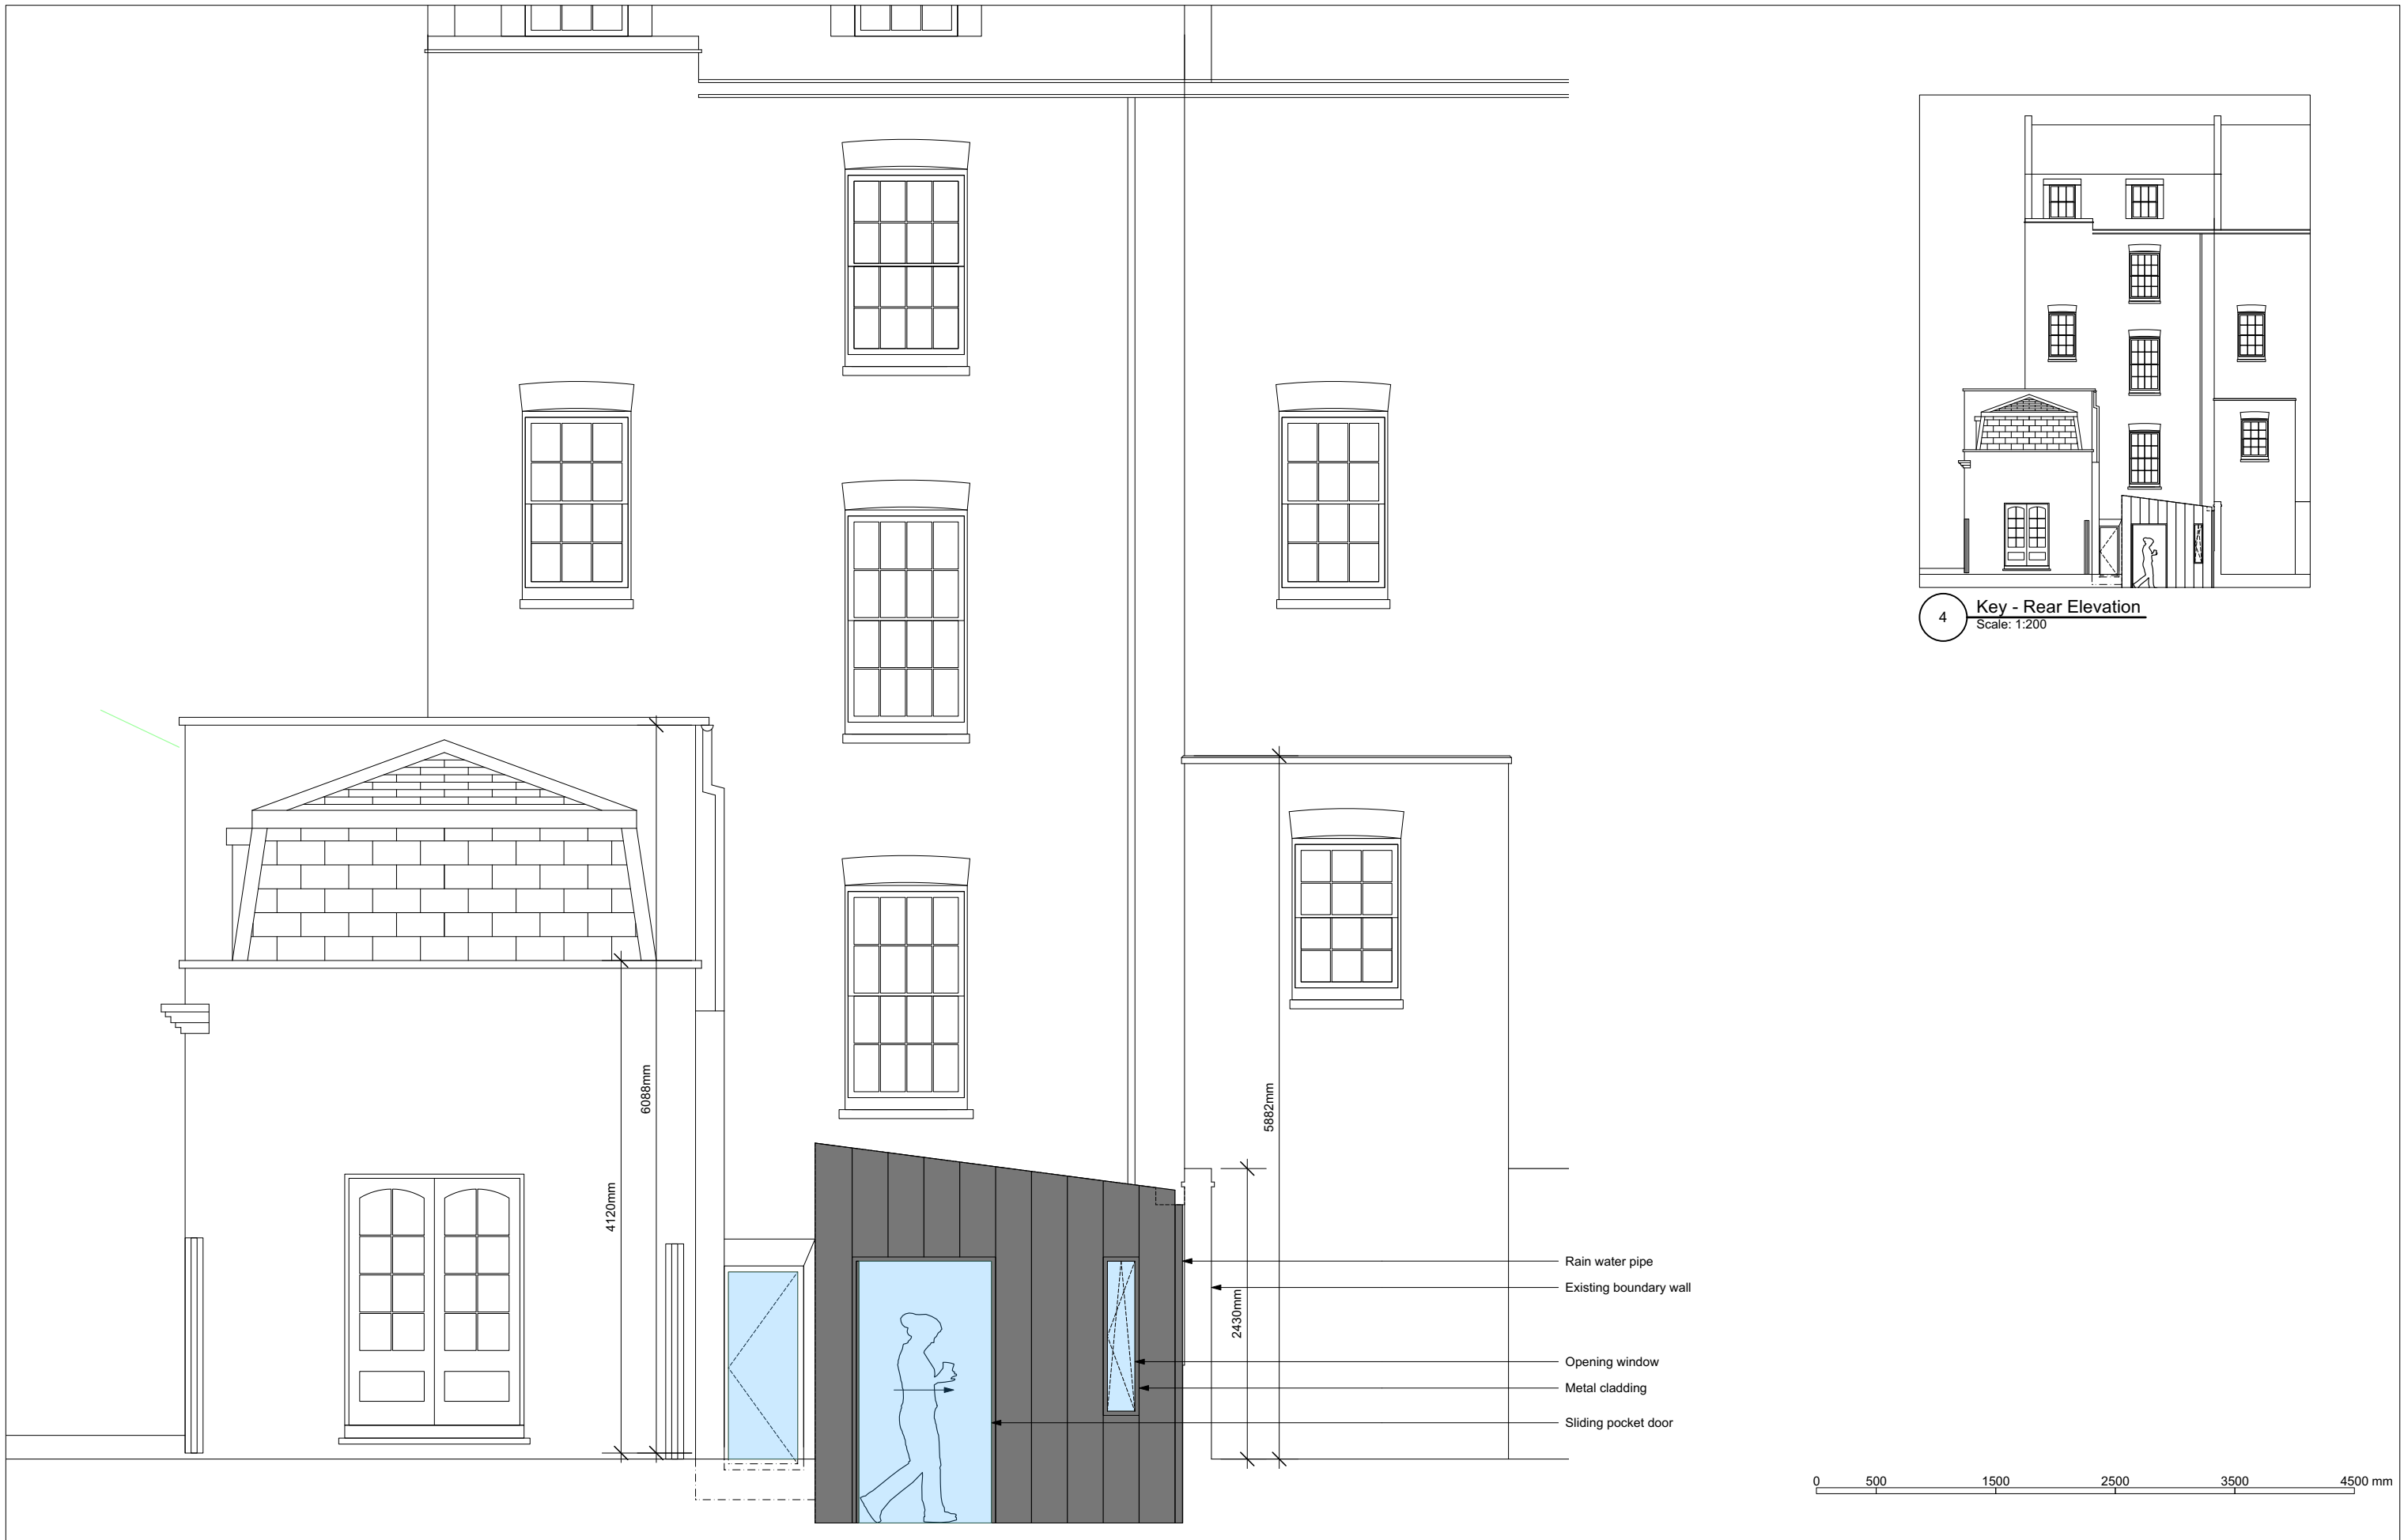 4
Key - Rear Elevation
Scale: 1:200
6088mm
4120mm
5882mm
2430mm
Rain water pipe
Existing boundary wall
Opening window
Metal cladding
Sliding pocket door
0 500 1500 2500 3500 4500 mm